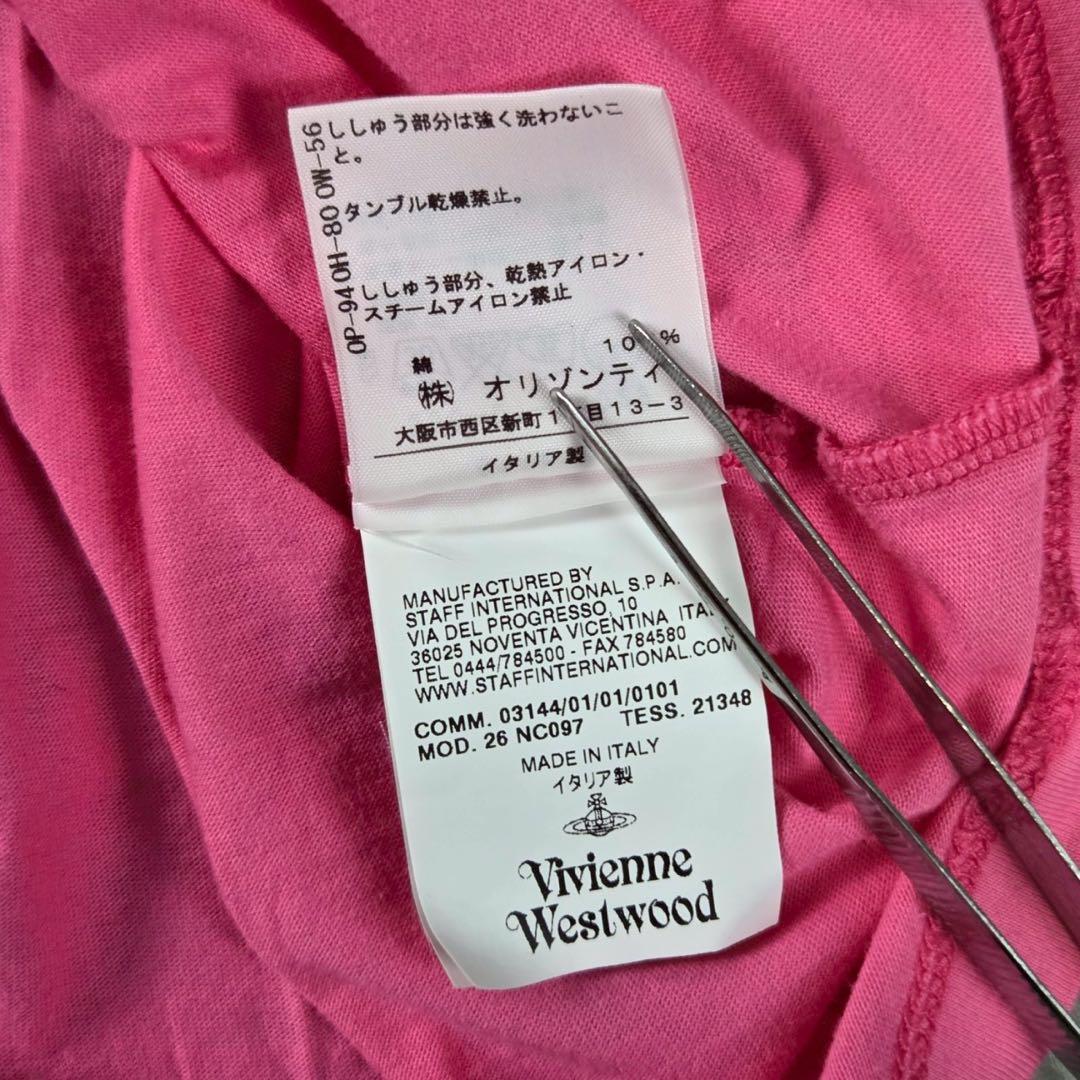 OP-94 OH-80 OW-56
ししゅう部分は強く洗わないこ
と。
タンブル乾燥禁止。
ししゅう部分、乾熱アイロン・
スチームアイロン禁止
綿 %
㈱ オリゾンティ
大阪市西区新町 13-3
イタリア製
MANUFACTURED BY
STAFF INTERNATIONAL S.P.A.
VIA DEL PROGRESSO, 10
36025 NOVENTA VICENTINA
TEL 0444/784500 - FAX 784580
WWW.STAFFINTERNATIONAL.COM
COMM. 03144/01/01/0101
MOD. 26 NC097 TESS. 21348
MADE IN ITALY
イタリア製
Vivienne
Westwood